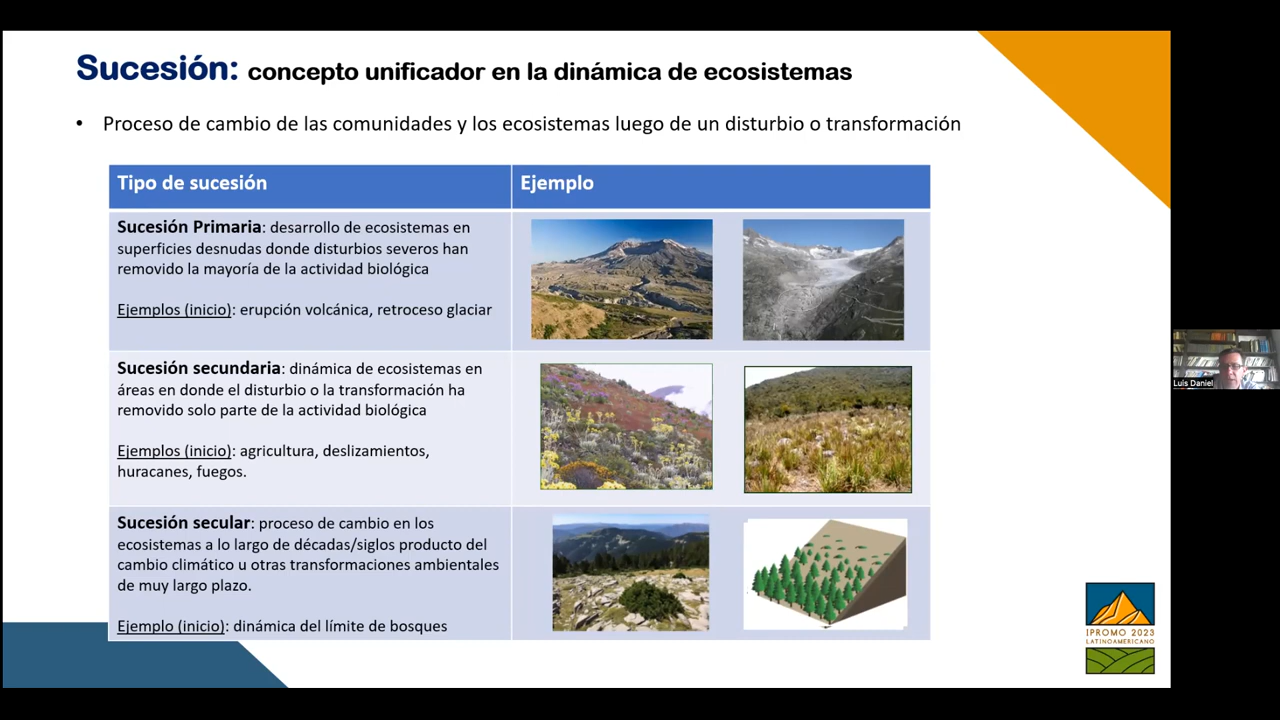 Sucesión: concepto unificador en la dinámica de ecosistemas
• Proceso de cambio de las comunidades y los ecosistemas luego de un disturbio o transformación
Tipo de sucesión
Ejemplo
Sucesión Primaria: desarrollo de ecosistemas en
superficies desnudas donde disturbios severos han
removido la mayoría de la actividad biológica
Ejemplos (inicio): erupción volcánica, retroceso glaciar
Sucesión secundaria: dinámica de ecosistemas en
áreas en donde el disturbio o la transformación ha
removido solo parte de la actividad biológica
Ejemplos (inicio): agricultura, deslizamientos,
huracanes, fuegos.
Sucesión secular: proceso de cambio en los
ecosistemas a lo largo de décadas/siglos producto del
cambio climático u otras transformaciones ambientales
de muy largo plazo.
Ejemplo (inicio): dinámica del límite de bosques
IPROMO 2023
LATINOAMERICANO
Luis Daniel